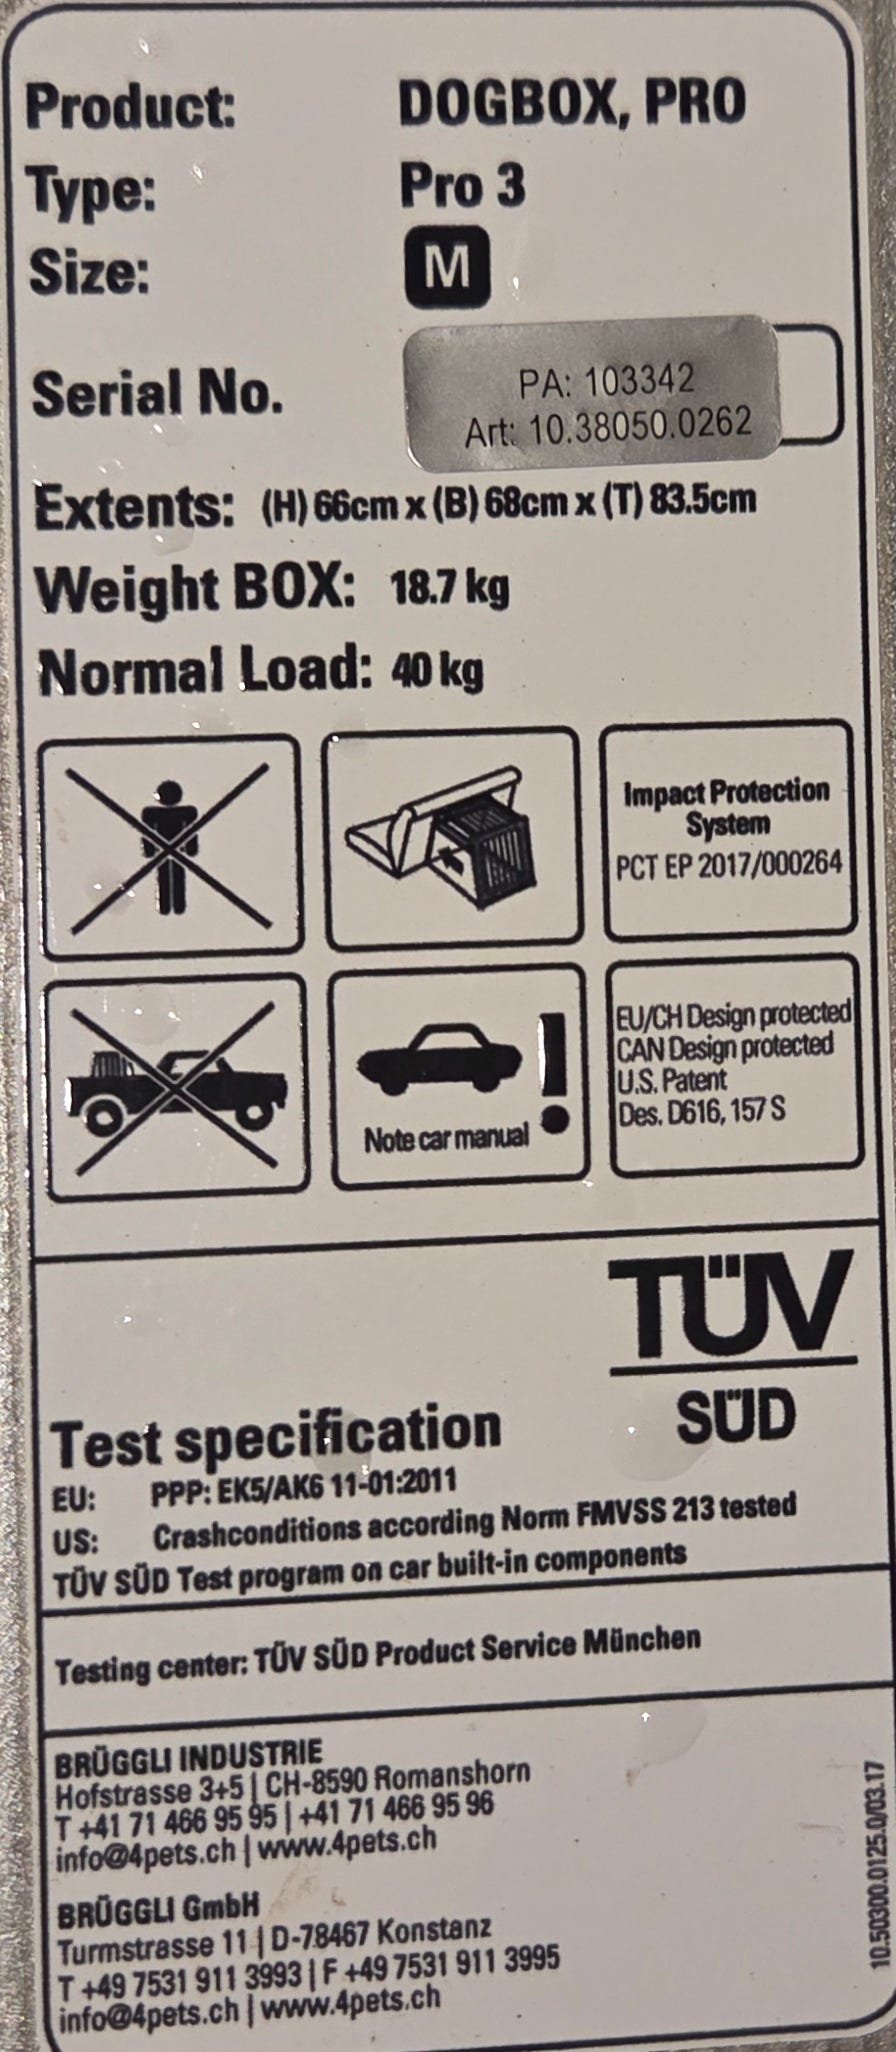 Product: DOGBOX, PRO
Type: Pro 3
Size: M
Serial No. PA: 103342
Art: 10.38050.0262
Extents: (H) 66cm x (B) 68cm x (T) 83.5cm
Weight BOX: 18.7 kg
Normal Load: 40 kg
Impact Protection
System
PCT EP 2017/000264
Note car manual
EU/CH Design protected
CAN Design protected
U.S. Patent
Des. D616, 157 S
TÜV
SÜD
Test specification
EU: PPP: EK5/AK6 11-01:2011
US: Crashconditions according Norm FMVSS 213 tested
TÜV SÜD Test program on car built-in components
Testing center: TÜV SÜD Product Service München
BRÜGGLI INDUSTRIE
Hofstrasse 3+5 | CH-8590 Romanshorn
T +41 71 466 95 95 | +41 71 466 95 96
info@4pets.ch | www.4pets.ch
BRÜGGLI GmbH
Turmstrasse 11 | D-78467 Konstanz
T +49 7531 911 3993 | F +49 7531 911 3995
info@4pets.ch | www.4pets.ch
10.50300.0125.0/03.17